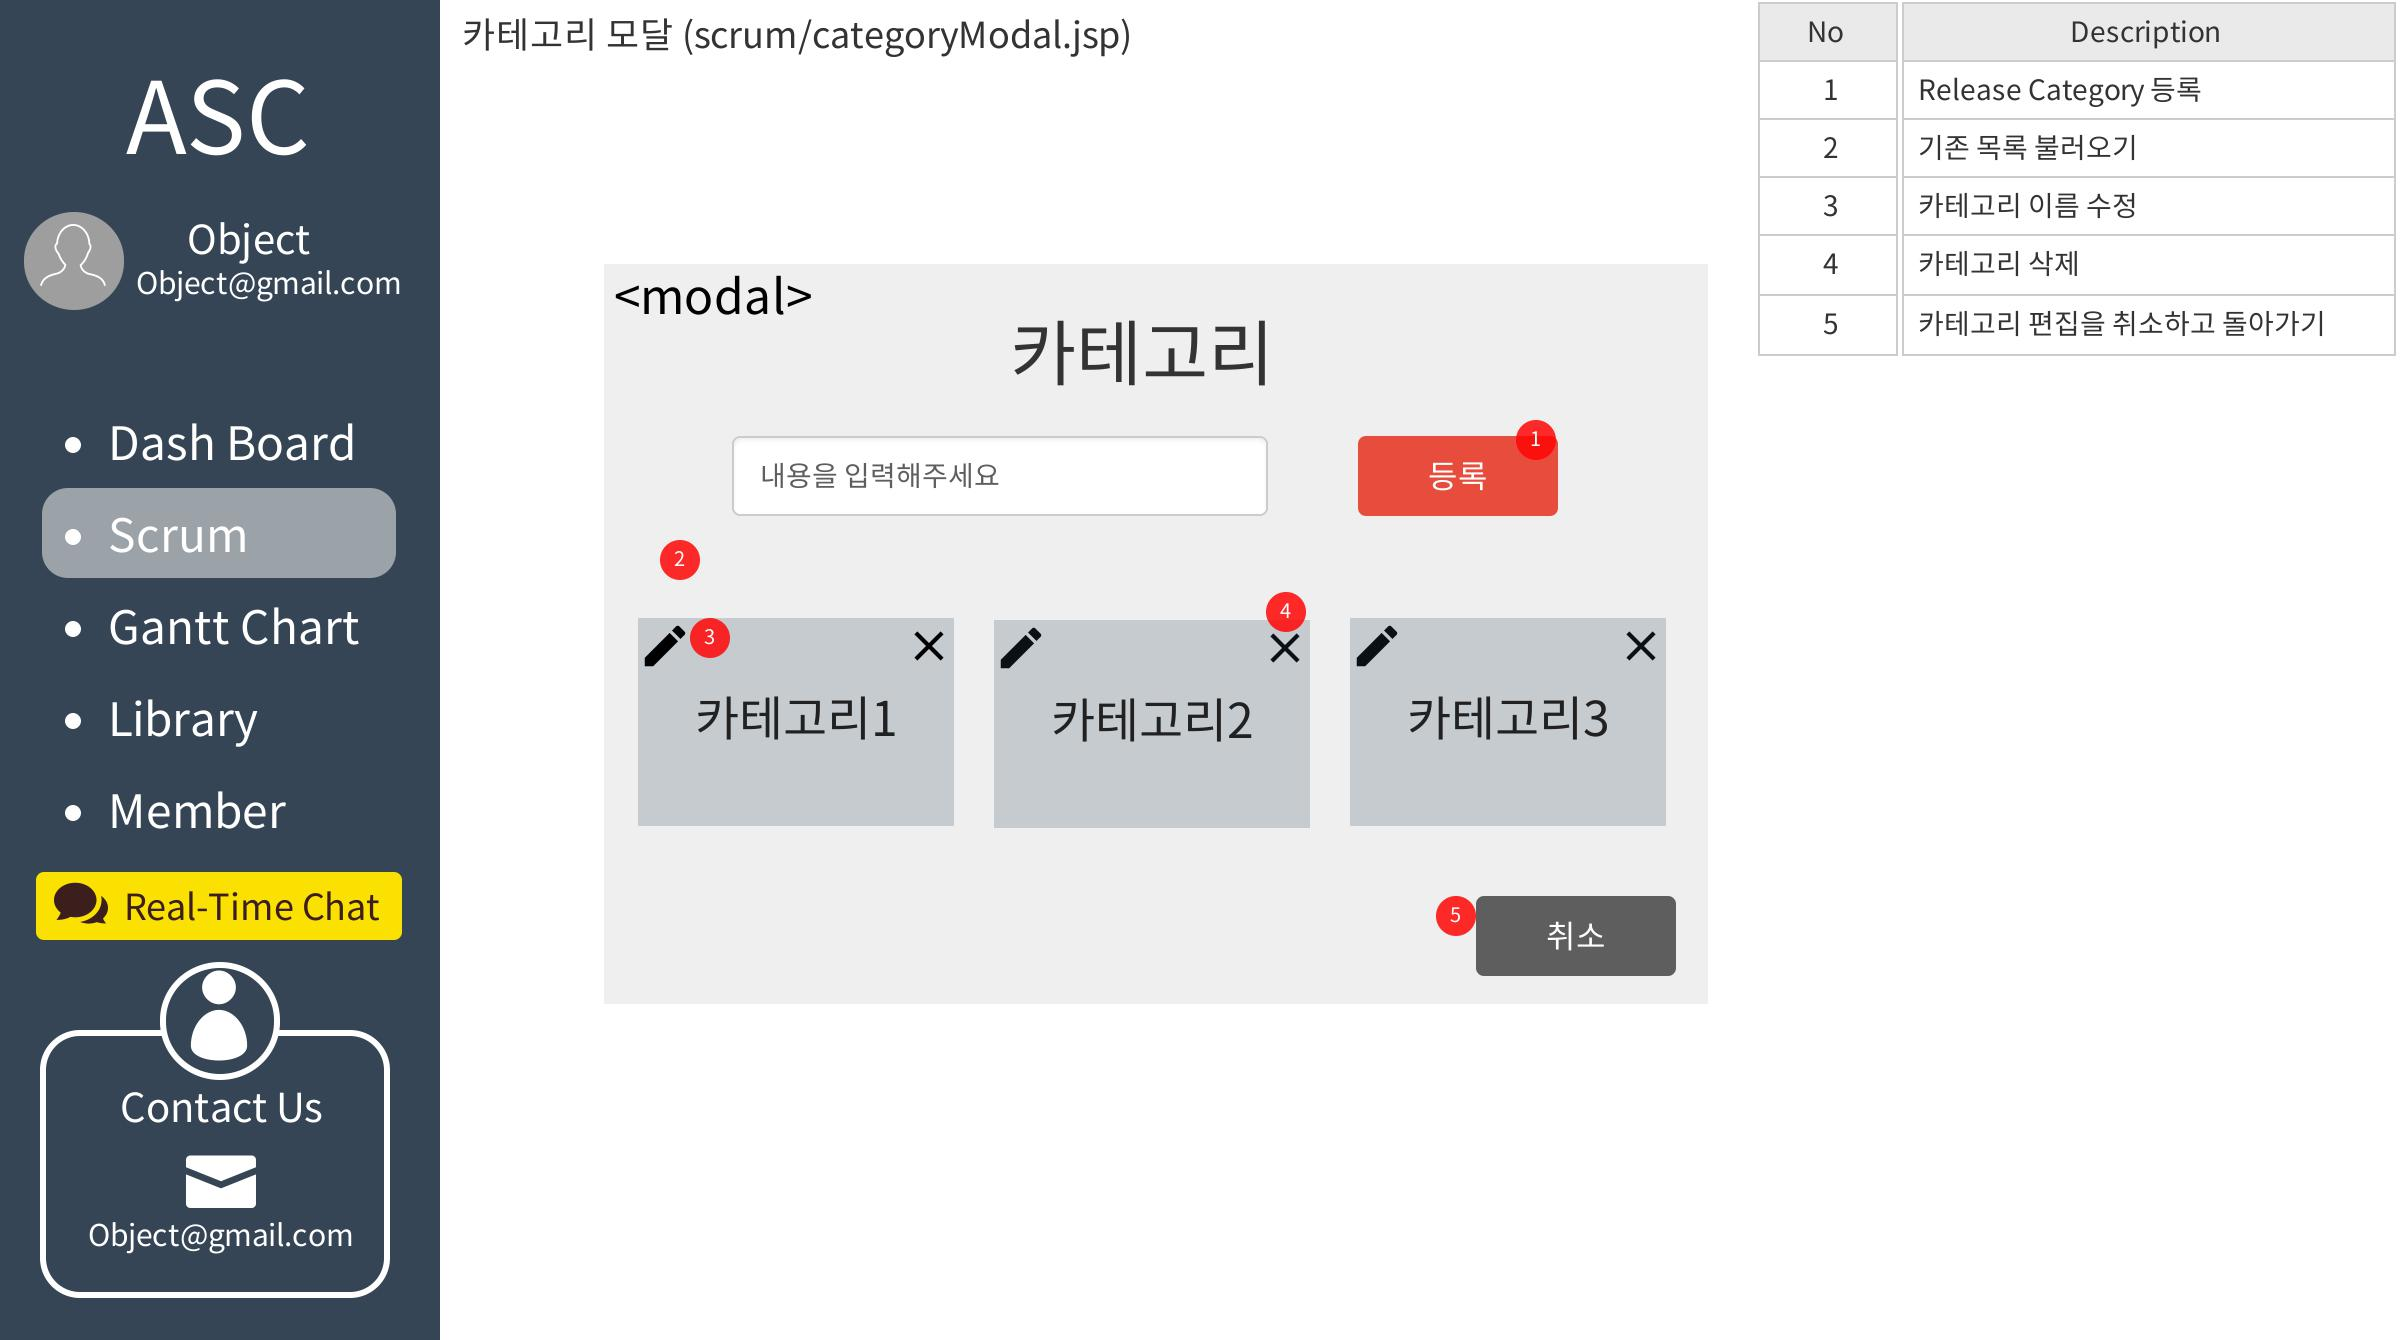 ASC
Object
Object@gmail.com
Dash Board
Scrum
Gantt Chart
Library
Member
Real-Time Chat
Contact Us
Object@gmail.com
카테고리 모달 (scrum/categoryModal.jsp)
<modal>
카테고리
내용을 입력해주세요
등록
1
2
3
4
카테고리1
카테고리2
카테고리3
5
취소
No Description
1 Release Category 등록
2 기존 목록 불러오기
3 카테고리 이름 수정
4 카테고리 삭제
5 카테고리 편집을 취소하고 돌아가기